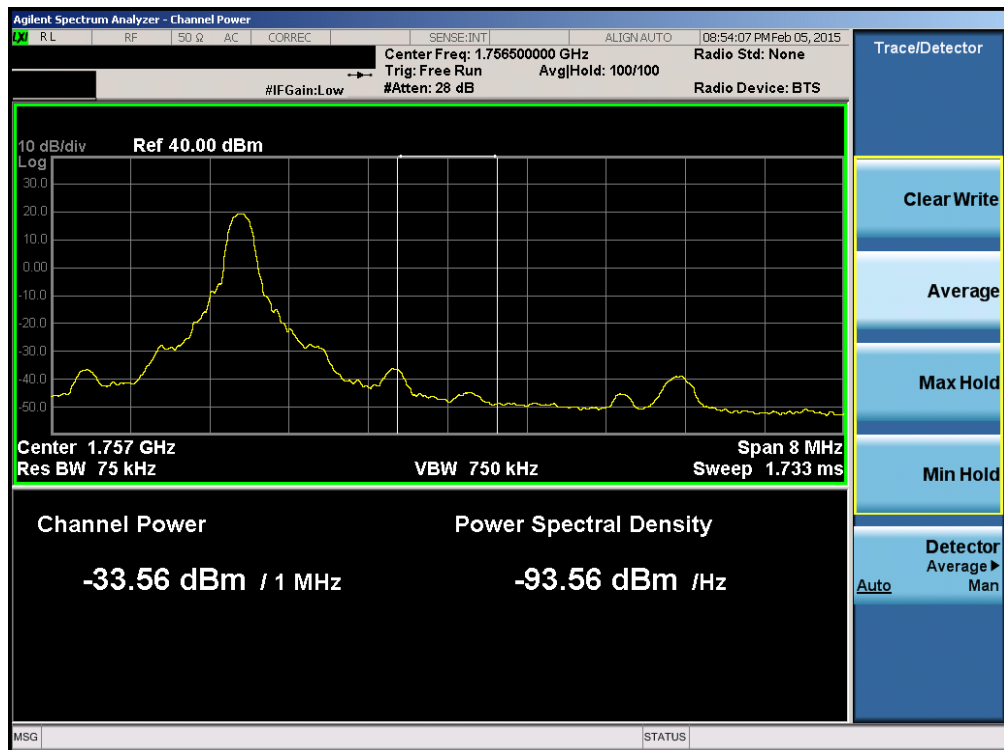 Agilent Spectrum Analyzer - Channel Power
LXI RL RF 50 Ω AC CORREC SENSE:INT ALIGN AUTO 08:54:07 PM Feb 05, 2015
Center Freq: 1.756500000 GHz Radio Std: None
Trig: Free Run Avg|Hold: 100/100
#IFGain:Low #Atten: 28 dB Radio Device: BTS
10 dB/div Ref 40.00 dBm
Log
30.0
20.0
10.0
0.00
-10.0
-20.0
-30.0
-40.0
-50.0
Center 1.757 GHz Span 8 MHz
Res BW 75 kHz VBW 750 kHz Sweep 1.733 ms
Channel Power Power Spectral Density
-33.56 dBm / 1 MHz -93.56 dBm /Hz
MSG STATUS
Trace/Detector
Clear Write
Average
Max Hold
Min Hold
Detector
Average
Auto Man